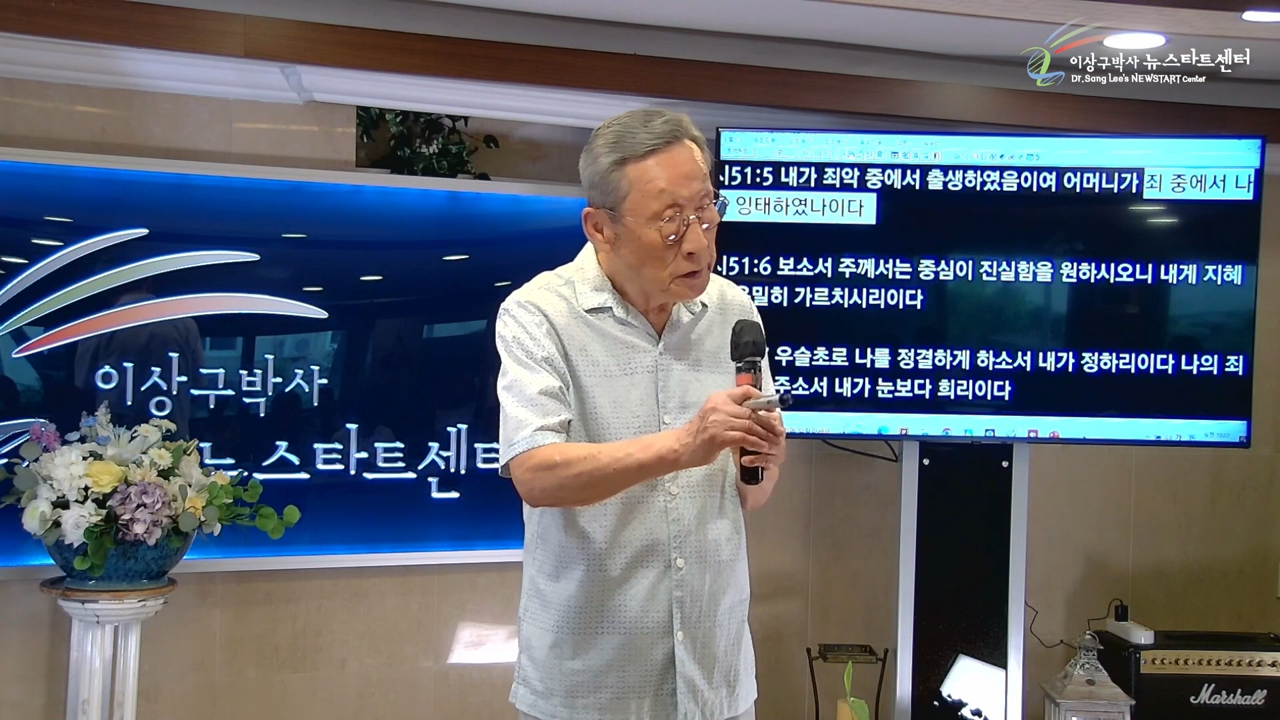 이상구박사 뉴스타트센터
Dr. Sang Lee's NEWSTART Center
51:5 내가 죄악 중에서 출생하였음이여 어머니가 죄 중에서 나
잉태하였나이다
51:6 보소서 주께서는 중심이 진실함을 원하시오니 내게 지혜
은밀히 가르치시리이다
우슬초로 나를 정결하게 하소서 내가 정하리이다 나의 죄
주소서 내가 눈보다 희리이다
이상구박사
뉴스타트센터
Marshall